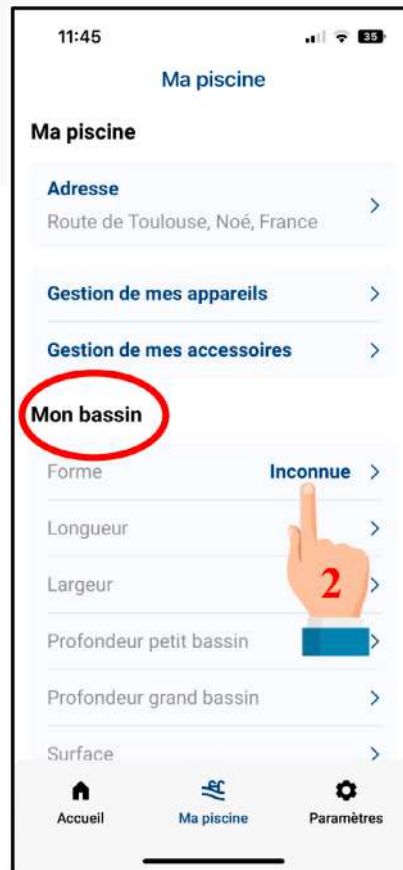 11:45
35
Ma piscine
Ma piscine
Adresse
Route de Toulouse, Noé, France
Gestion de mes appareils
Gestion de mes accessoires
Mon bassin
Forme Inconnue
Longueur
Largeur
2
Profondeur petit bassin
Profondeur grand bassin
Surface
Accueil Ma piscine Paramètres